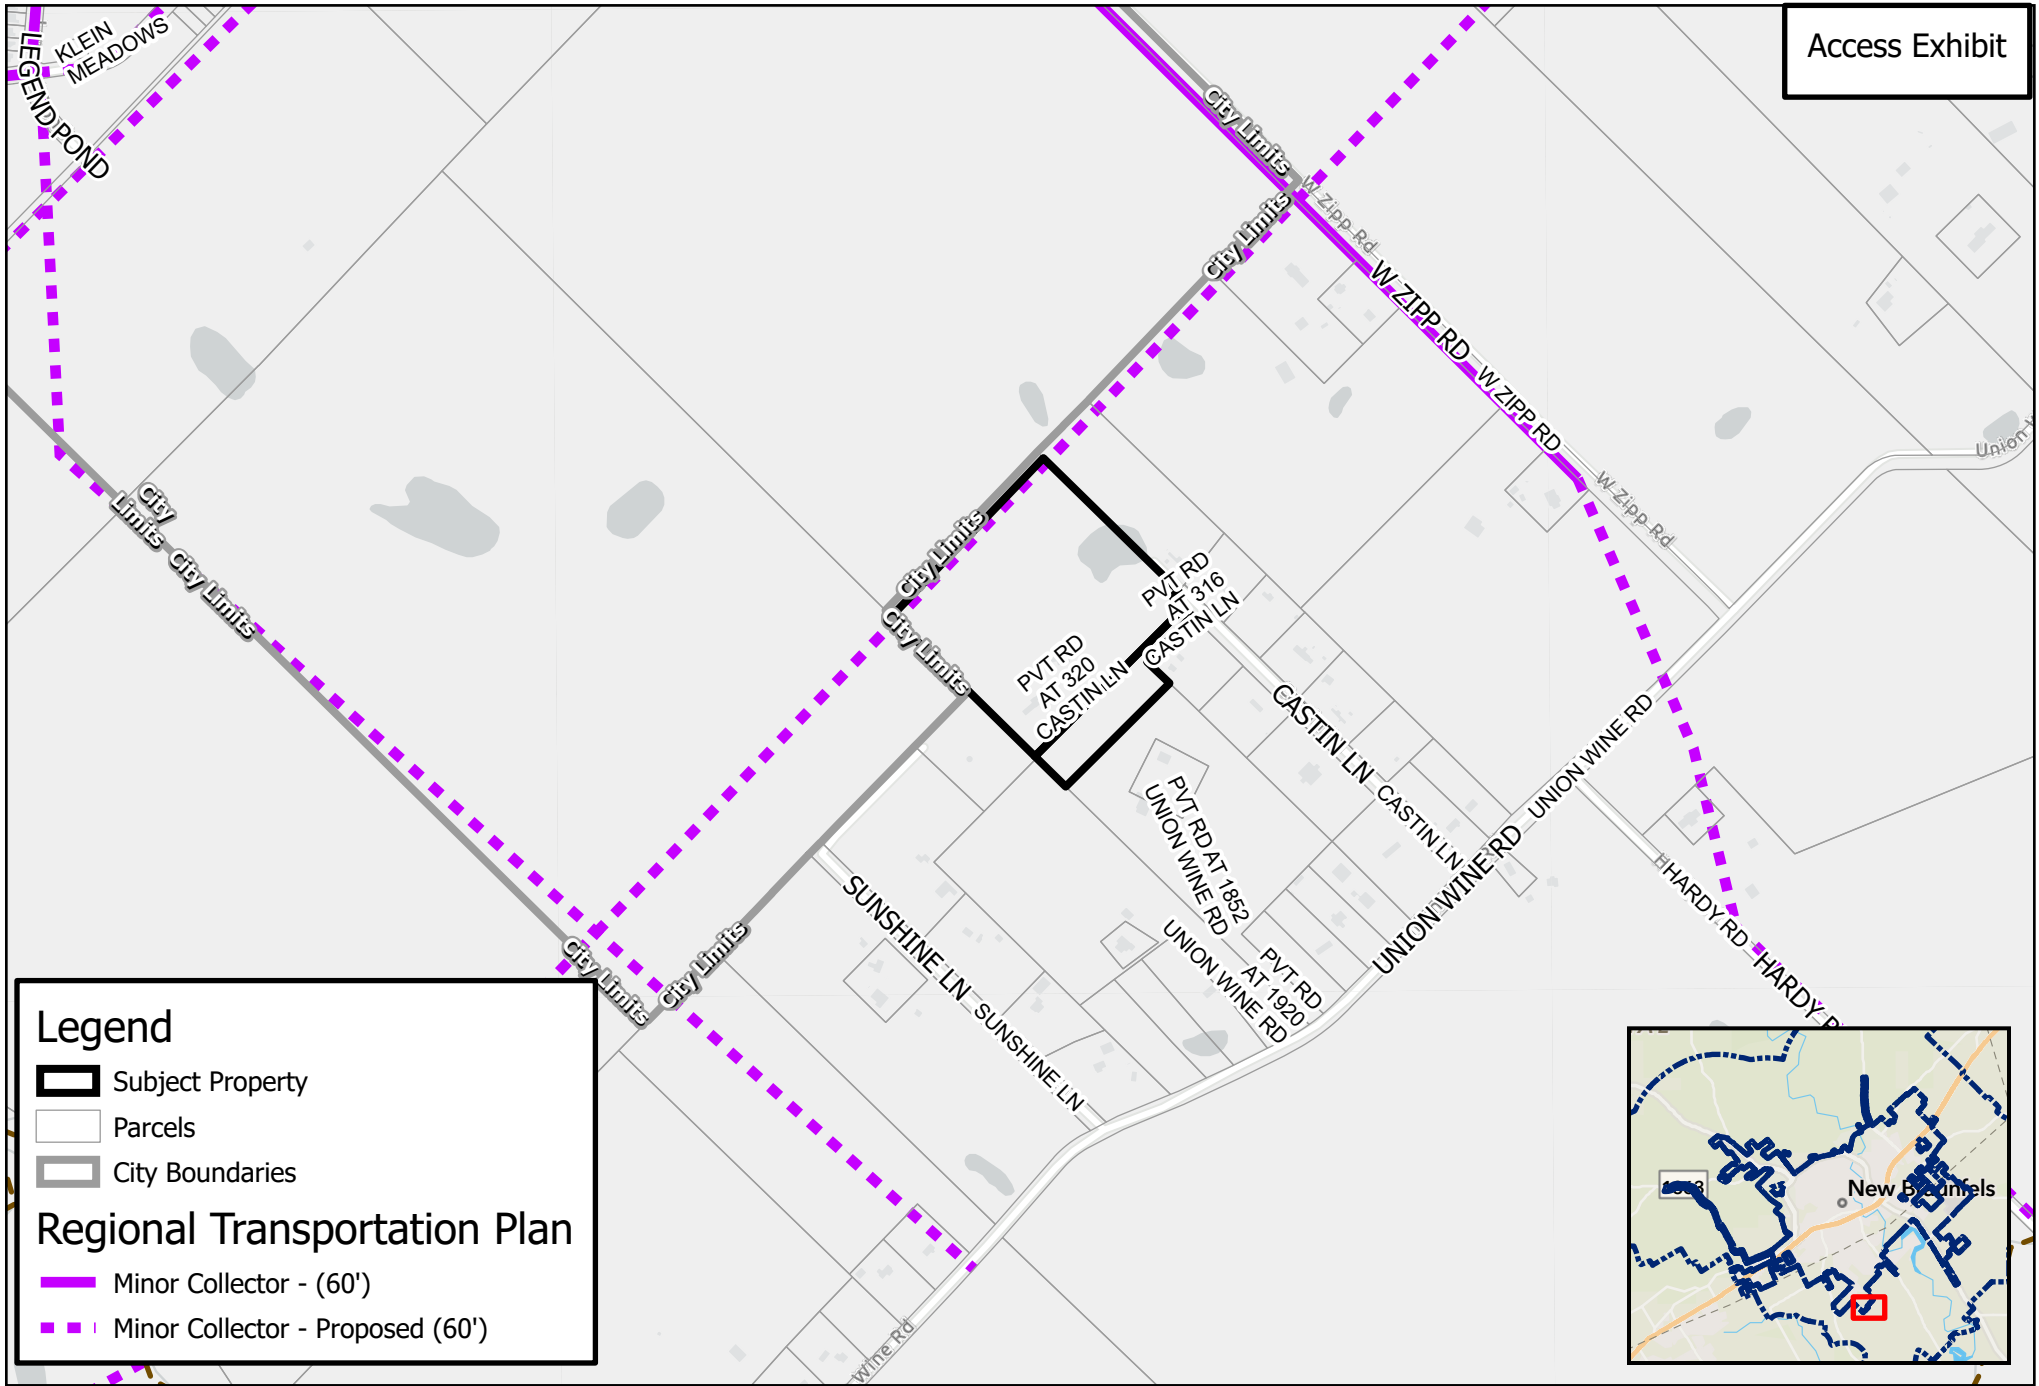 Access Exhibit
KLEIN
MEADOWS
LEGEND POND
City Limits
City Limits
W Zipp Rd
W ZIPP RD
W ZIPP RD
W Zipp Rd
City
Limits
City Limits
City Limits
City Limits
PVT RD
AT 316
CASTIN LN
PVT RD
AT 320
CASTIN LN
CASTIN LN
CASTIN LN
UNION WINE RD
UNION WINE RD
PVT RD AT 1852
UNION WINE RD
PVT RD
AT 1920
UNION WINE RD
SUNSHINE LN
SUNSHINE LN
HARDY RD
HARDY
City Limits
City Limits
Union
Wine Rd
Legend
Subject Property
Parcels
City Boundaries
Regional Transportation Plan
Minor Collector - (60')
Minor Collector - Proposed (60')
New Braunfels